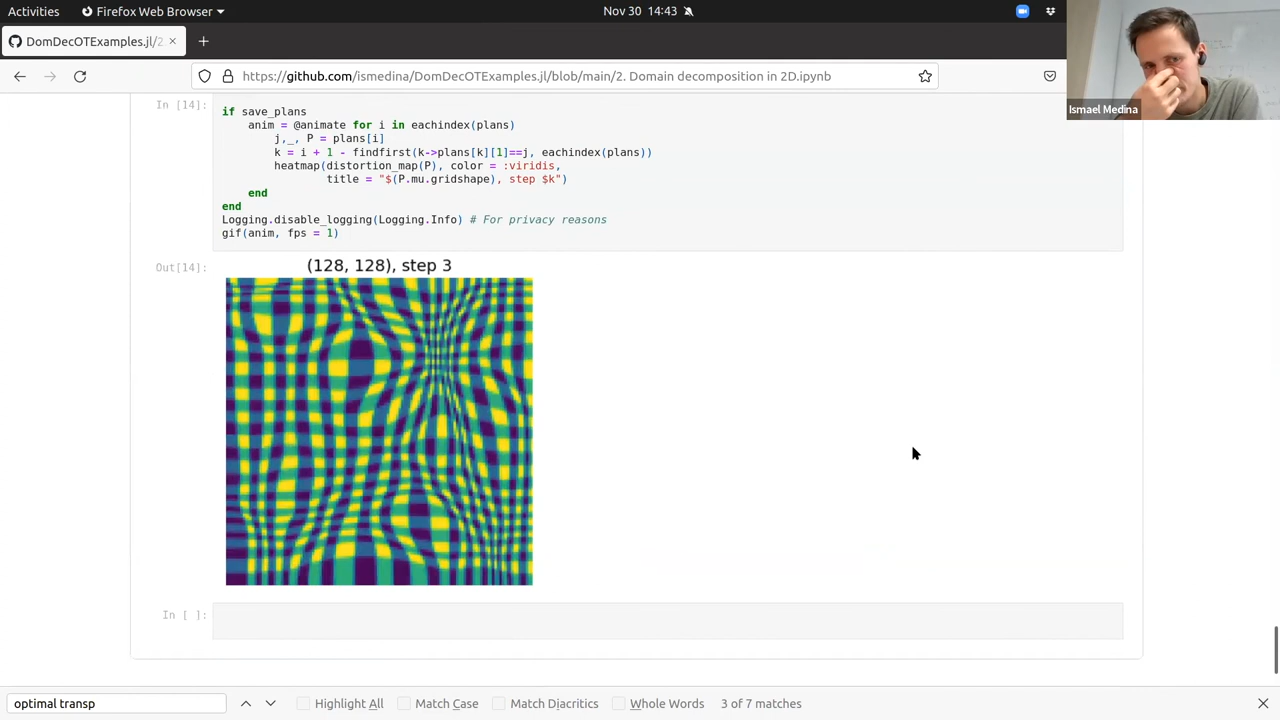 Activities
Firefox Web Browser
Nov 30 14:43
DomDecOTExamples.jl/2
https://github.com/ismedina/DomDecOTExamples.jl/blob/main/2. Domain decomposition in 2D.ipynb
Ismael Medina
In [14]:
if save_plans
    anim = @animate for i in eachindex(plans)
        j,_, P = plans[i]
        k = i + 1 - findfirst(k->plans[k][1]==j, eachindex(plans))
        heatmap(distortion_map(P), color = :viridis,
                title = "$(P.mu.gridshape), step $k")
    end
end
Logging.disable_logging(Logging.Info) # For privacy reasons
gif(anim, fps = 1)
Out[14]:
(128, 128), step 3
In [ ]:
optimal transp
Highlight All
Match Case
Match Diacritics
Whole Words
3 of 7 matches